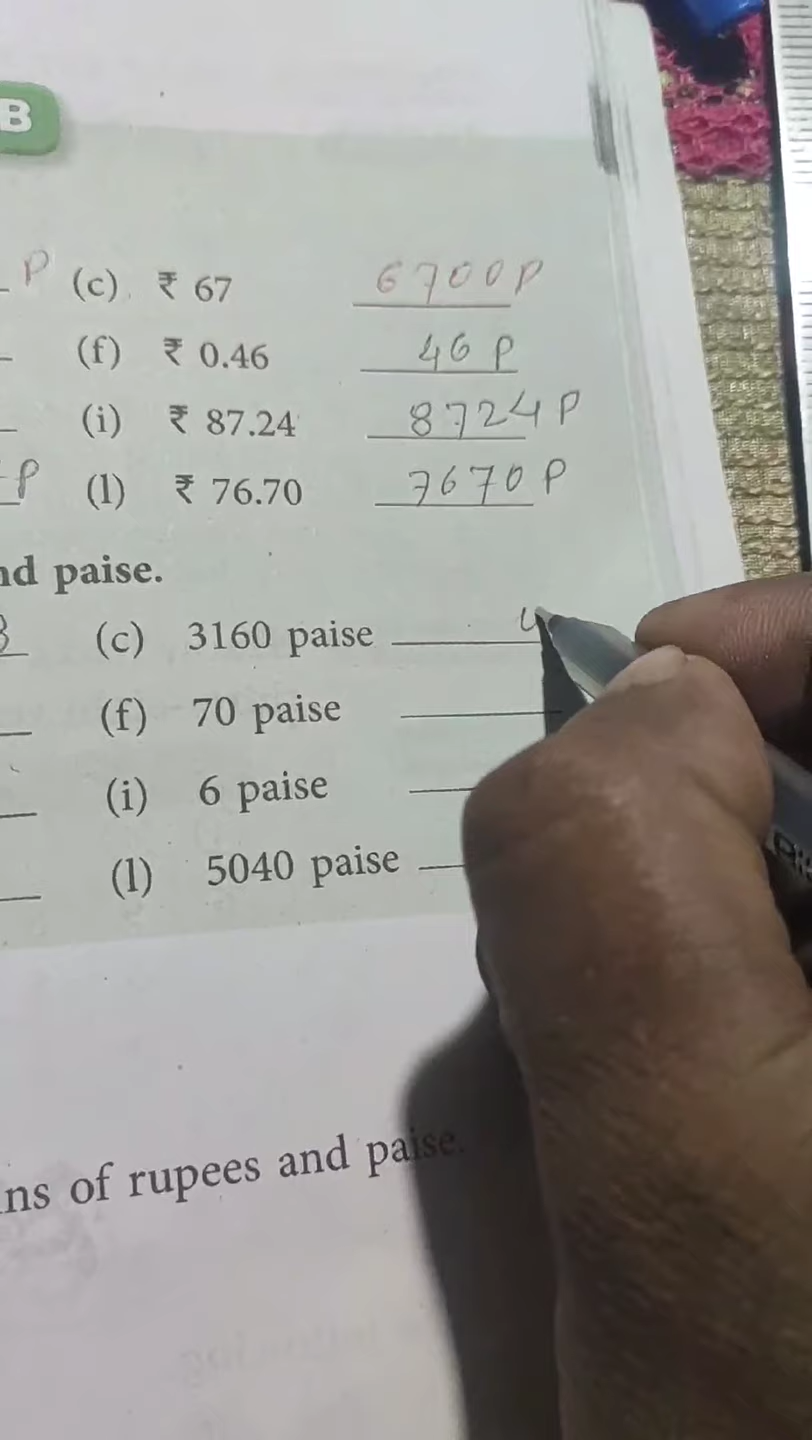 B
P (c) ₹ 67 6700P
(f) ₹ 0.46 46 P
(i) ₹ 87.24 8724 P
P (l) ₹ 76.70 7670 P
nd paise.
(c) 3160 paise
(f) 70 paise
(i) 6 paise
(l) 5040 paise
ns of rupees and paise.